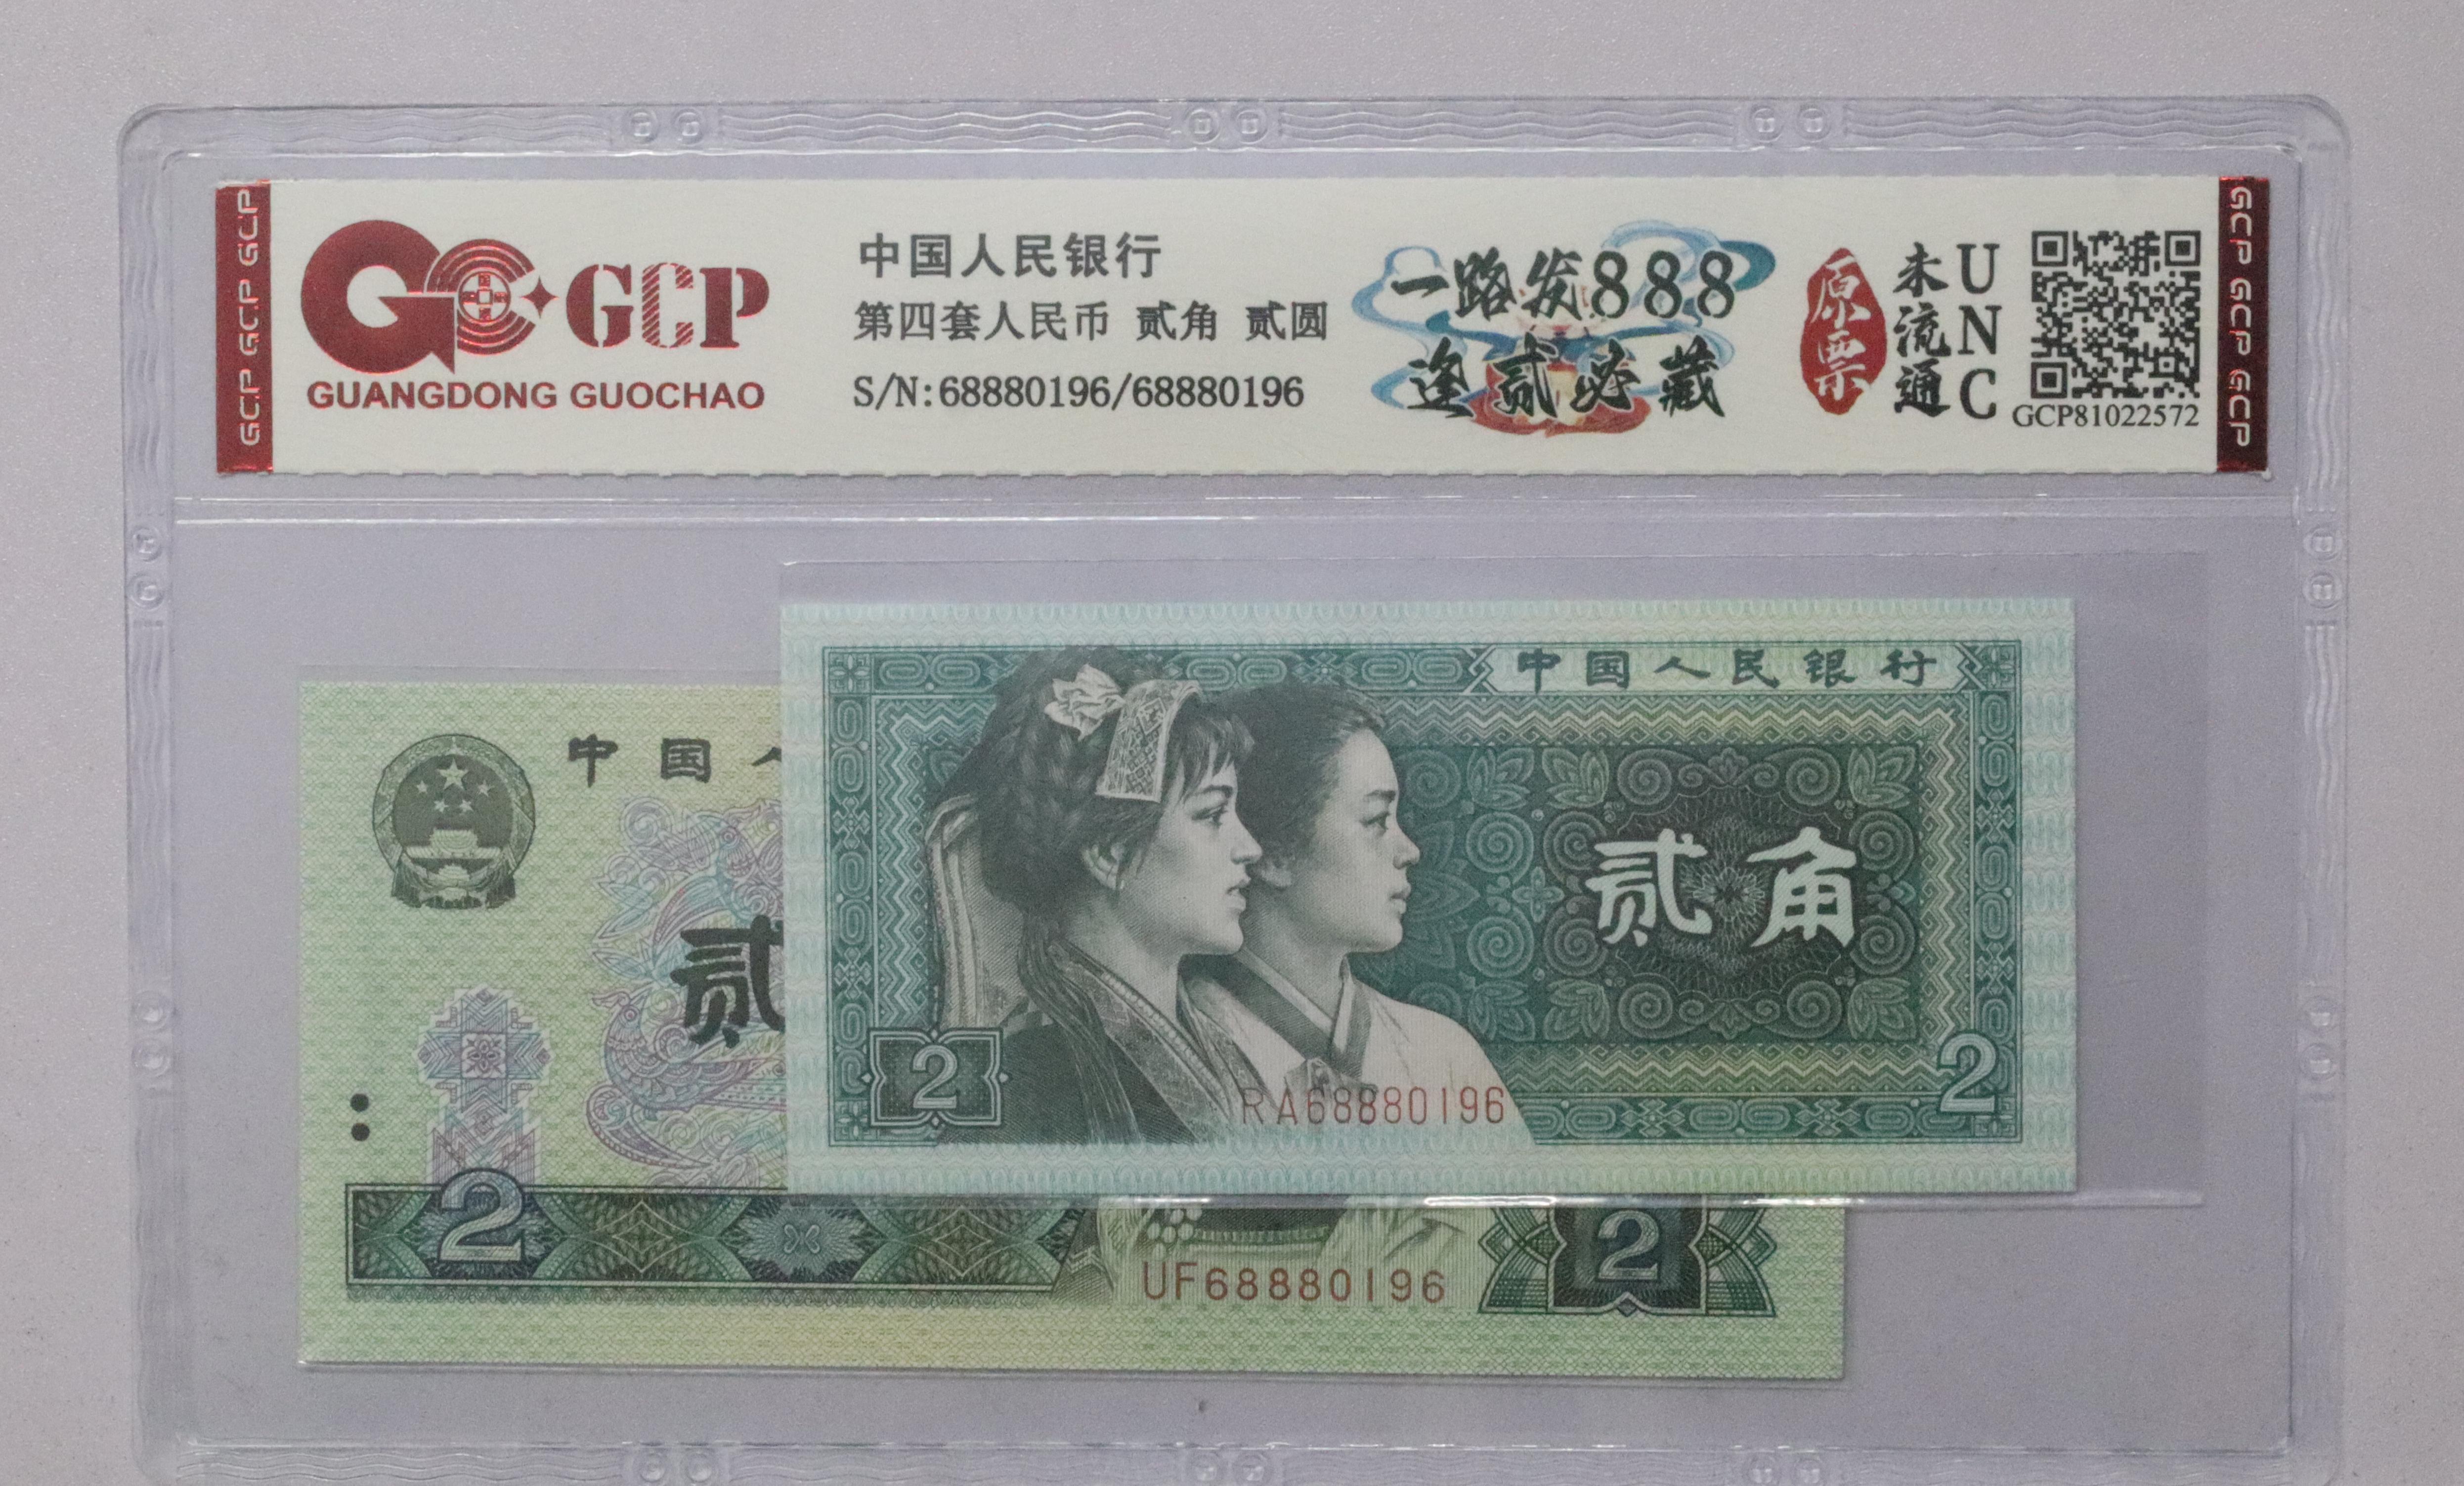 GCP GCP GCP
GCP
GUANGDONG GUOCHAO
中国人民银行
第四套人民币 贰角 贰圆
S/N:68880196/68880196
一路发888
逢贰必藏
原票
未流通
UNC
GCP81022572
GCP GCP GCP
中国人民银行
贰角
2
2
RA68880196
中国人
贰
2
2
UF68880196